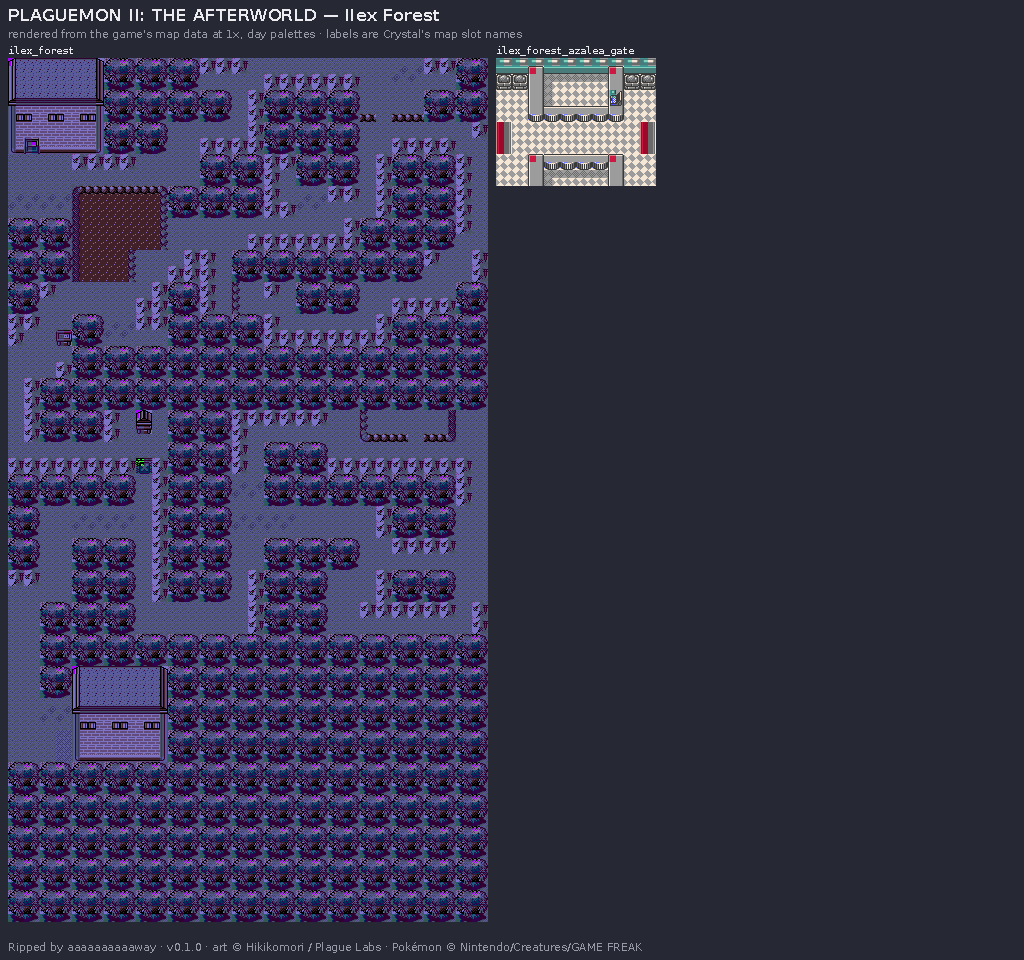 PLAGUEMON II: THE AFTERWORLD — Ilex Forest
rendered from the game's map data at 1x, day palettes · labels are Crystal's map slot names
ilex_forest
ilex_forest_azalea_gate
Ripped by aaaaaaaaaaway · v0.1.0 · art © Hikikomori / Plague Labs · Pokémon © Nintendo/Creatures/GAME FREAK